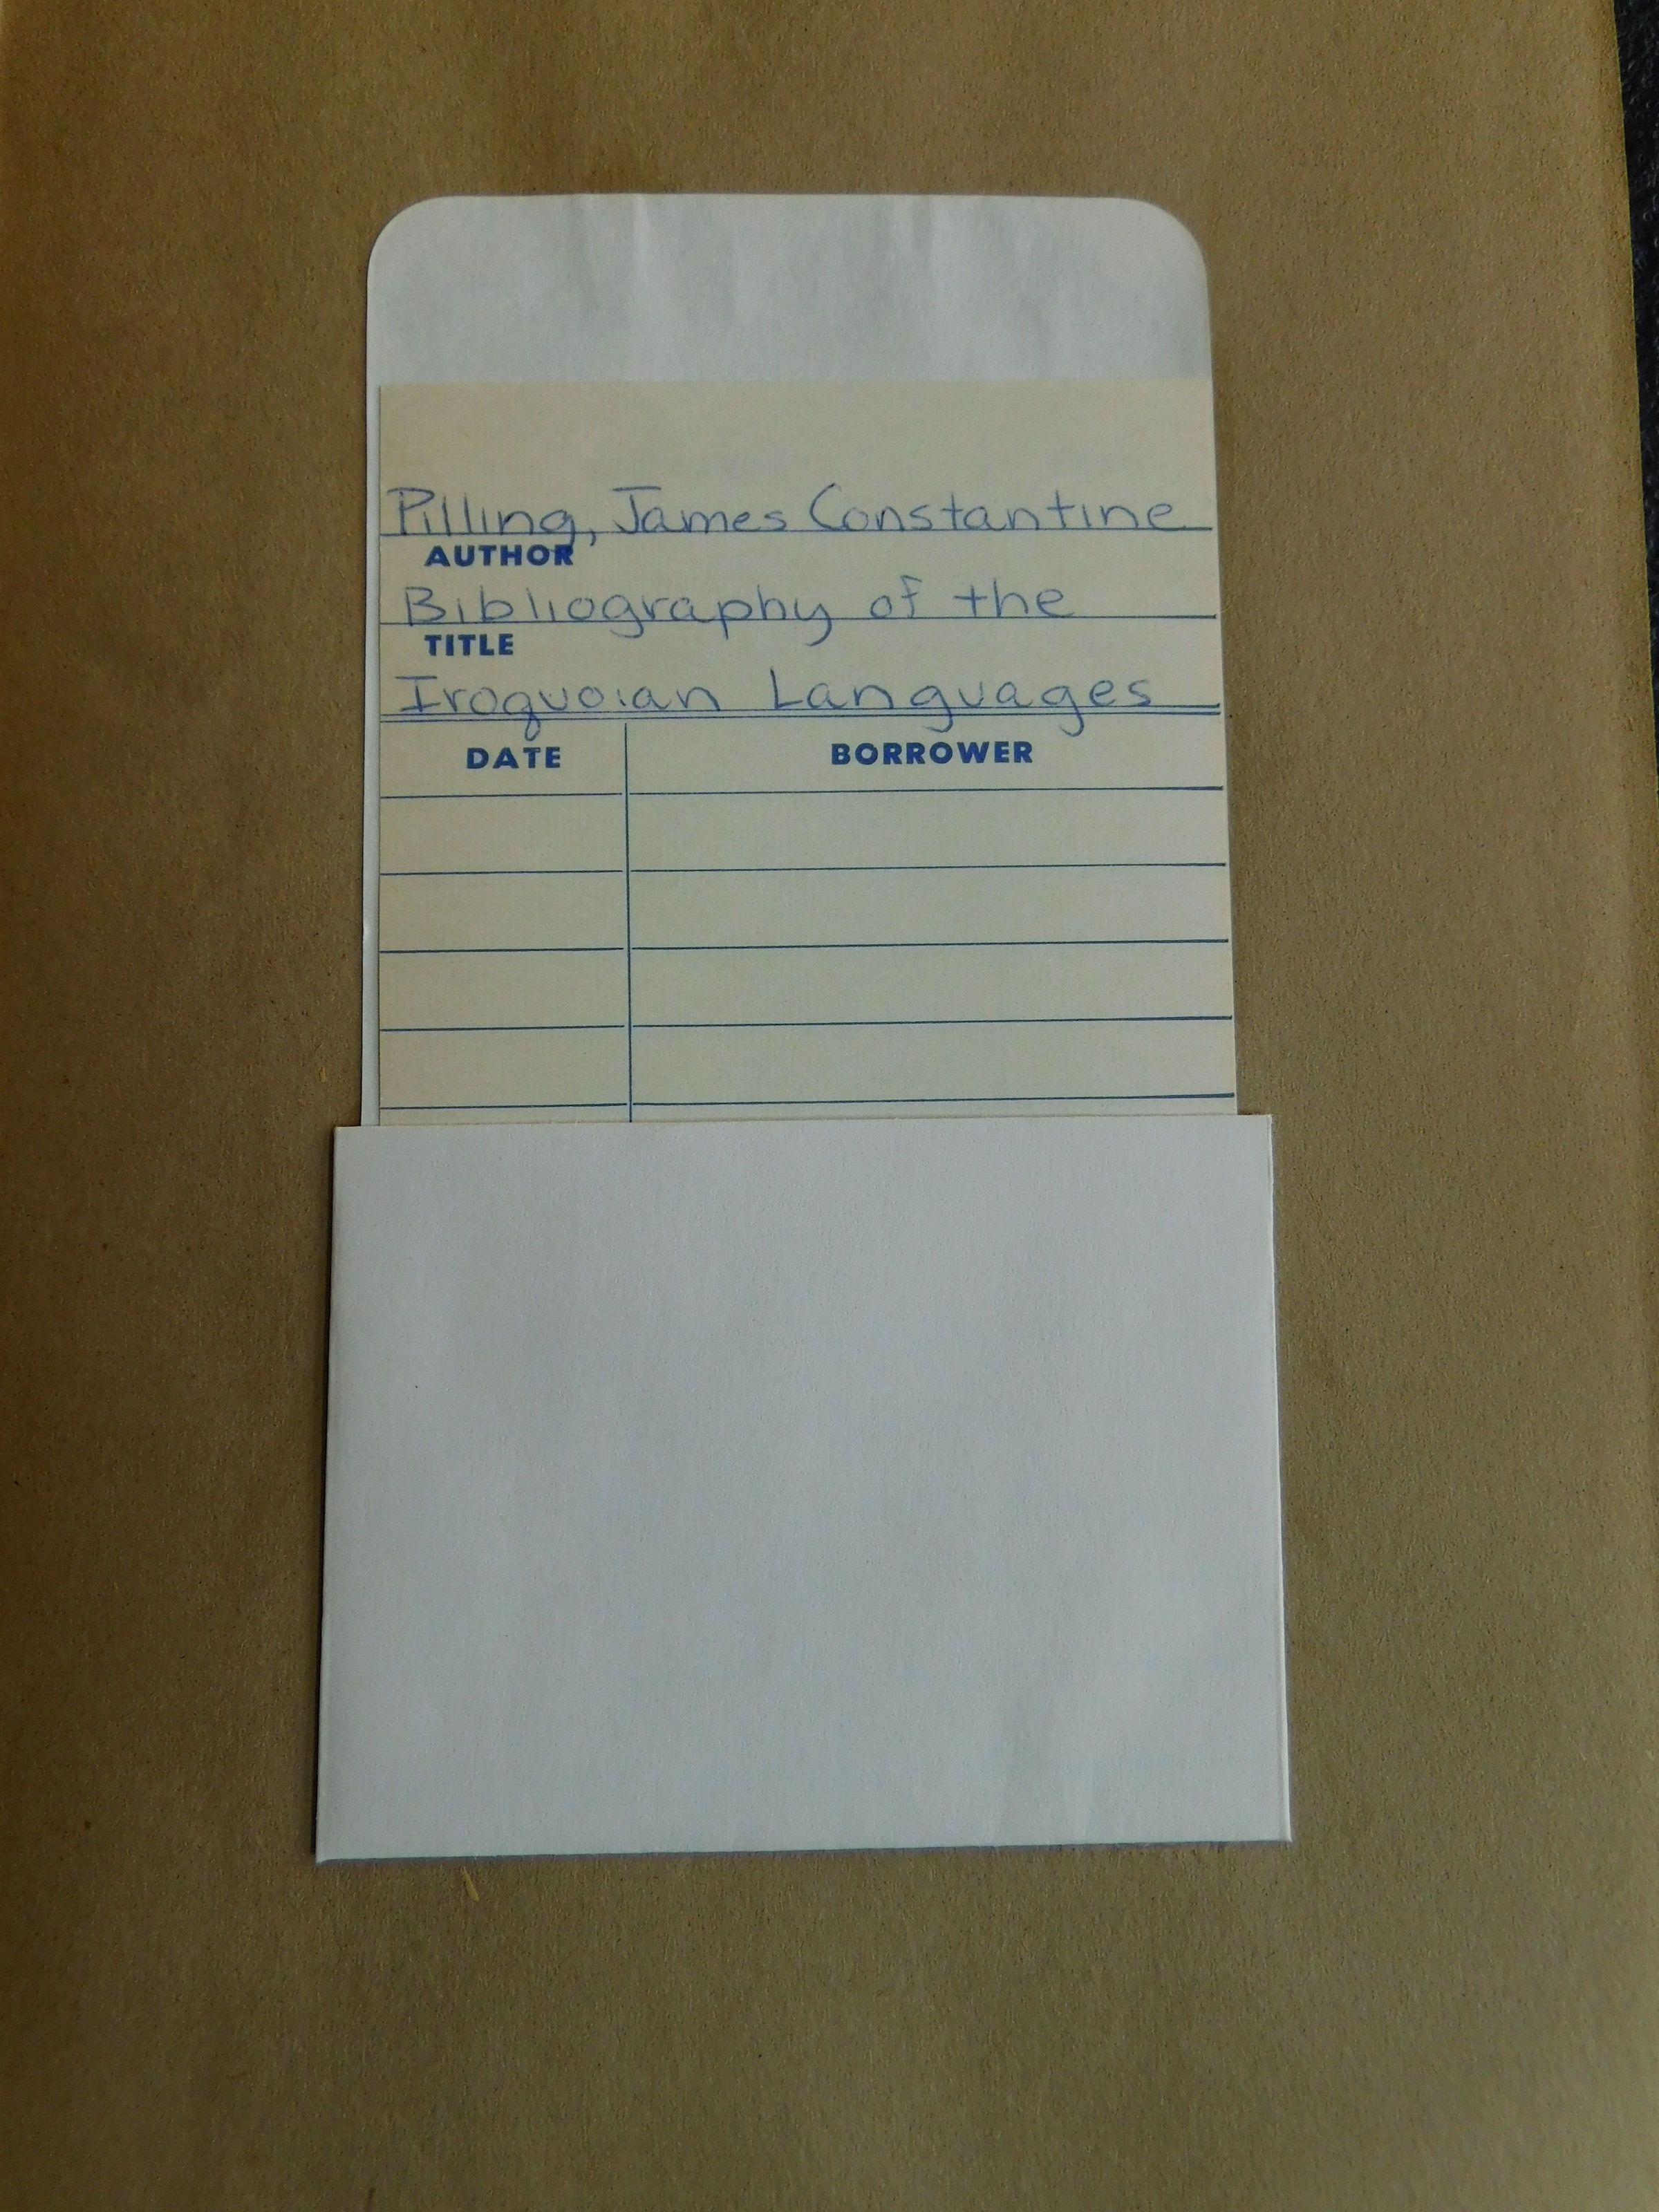 Pilling, James Constantine
AUTHOR
Bibliography of the
TITLE
Iroquoian Languages
DATE BORROWER